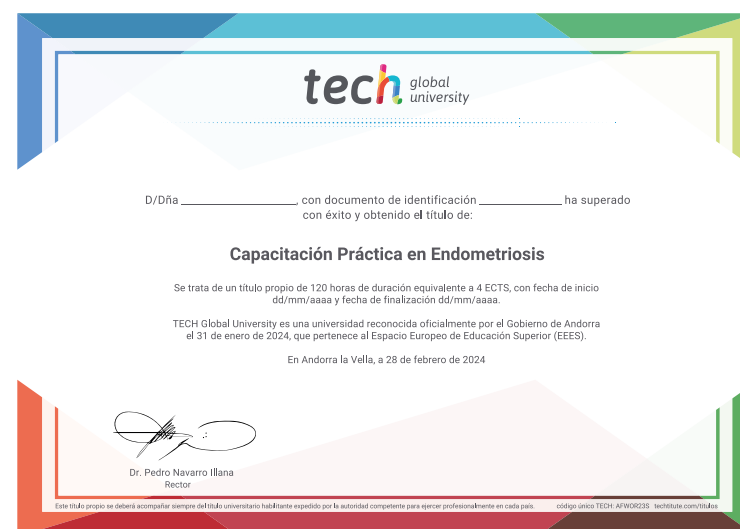 tech global university
D/Dña ______________, con documento de identificación ______________ ha superado
con éxito y obtenido el título de:
Capacitación Práctica en Endometriosis
Se trata de un título propio de 120 horas de duración equivalente a 4 ECTS, con fecha de inicio
dd/mm/aaaa y fecha de finalización dd/mm/aaaa.
TECH Global University es una universidad reconocida oficialmente por el Gobierno de Andorra
el 31 de enero de 2024, que pertenece al Espacio Europeo de Educación Superior (EEES).
En Andorra la Vella, a 28 de febrero de 2024
Dr. Pedro Navarro Illana
Rector
Este título propio se deberá acompañar siempre del título universitario habilitante expedido por la autoridad competente para ejercer profesionalmente en cada país. código único TECH: AFWOR23S techtitute.com/titulos